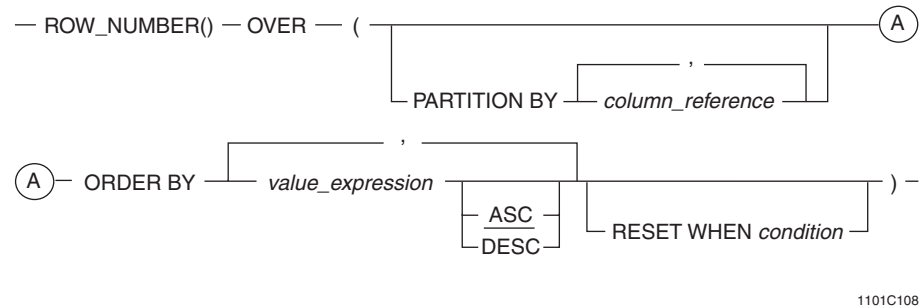 ROW_NUMBER() OVER ( A
,
PARTITION BY column_reference
,
A ORDER BY value_expression )
ASC
DESC
RESET WHEN condition
1101C108